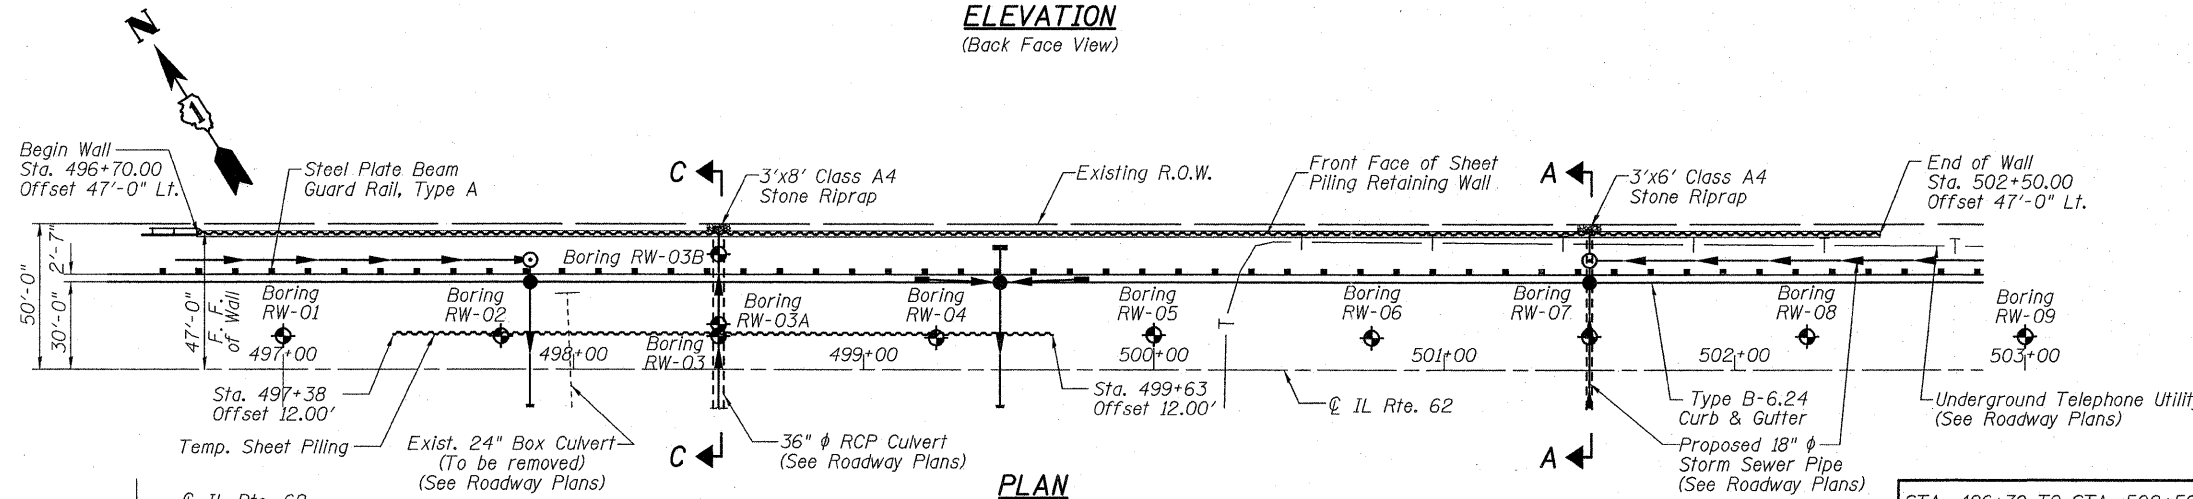 ELEVATION
(Back Face View)
N
1
Begin Wall
Sta. 496+70.00
Offset 47'-0" Lt.
Steel Plate Beam
Guard Rail, Type A
C
3'x8' Class A4
Stone Riprap
Existing R.O.W.
Front Face of Sheet
Piling Retaining Wall
A
3'x6' Class A4
Stone Riprap
End of Wall
Sta. 502+50.00
Offset 47'-0" Lt.
50'-0"
2'-7"
30'-0"
47'-0"
F. F.
of Wall
Boring RW-03B
T
T
T
Boring
RW-01
Boring
RW-02
Boring
RW-03A
Boring
RW-03
Boring
RW-04
Boring
RW-05
Boring
RW-06
Boring
RW-07
Boring
RW-08
Boring
RW-09
497+00
498+00
499+00
500+00
501+00
502+00
503+00
Sta. 497+38
Offset 12.00'
Temp. Sheet Piling
Exist. 24" Box Culvert
(To be removed)
(See Roadway Plans)
C
36" ϕ RCP Culvert
(See Roadway Plans)
Sta. 499+63
Offset 12.00'
℄ IL Rte. 62
A
Type B-6.24
Curb & Gutter
Proposed 18" ϕ
Storm Sewer Pipe
(See Roadway Plans)
Underground Telephone Utility
(See Roadway Plans)
PLAN